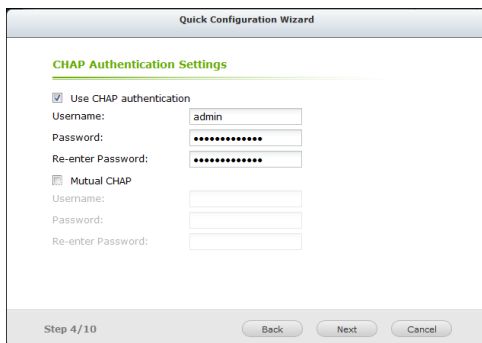 Quick Configuration Wizard
CHAP Authentication Settings
Use CHAP authentication
Username: admin
Password: •••••••••••••
Re-enter Password: •••••••••••••
Mutual CHAP
Username:
Password:
Re-enter Password:
Step 4/10 Back Next Cancel